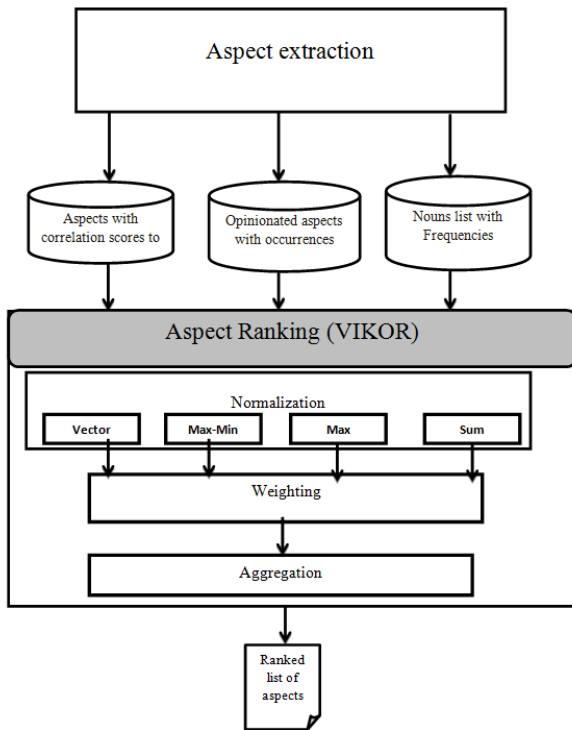 Aspect extraction
Aspects with
correlation scores to
Opinionated aspects
with occurrences
Nouns list with
Frequencies
Aspect Ranking (VIKOR)
Normalization
Vector
Max-Min
Max
Sum
Weighting
Aggregation
Ranked
list of
aspects